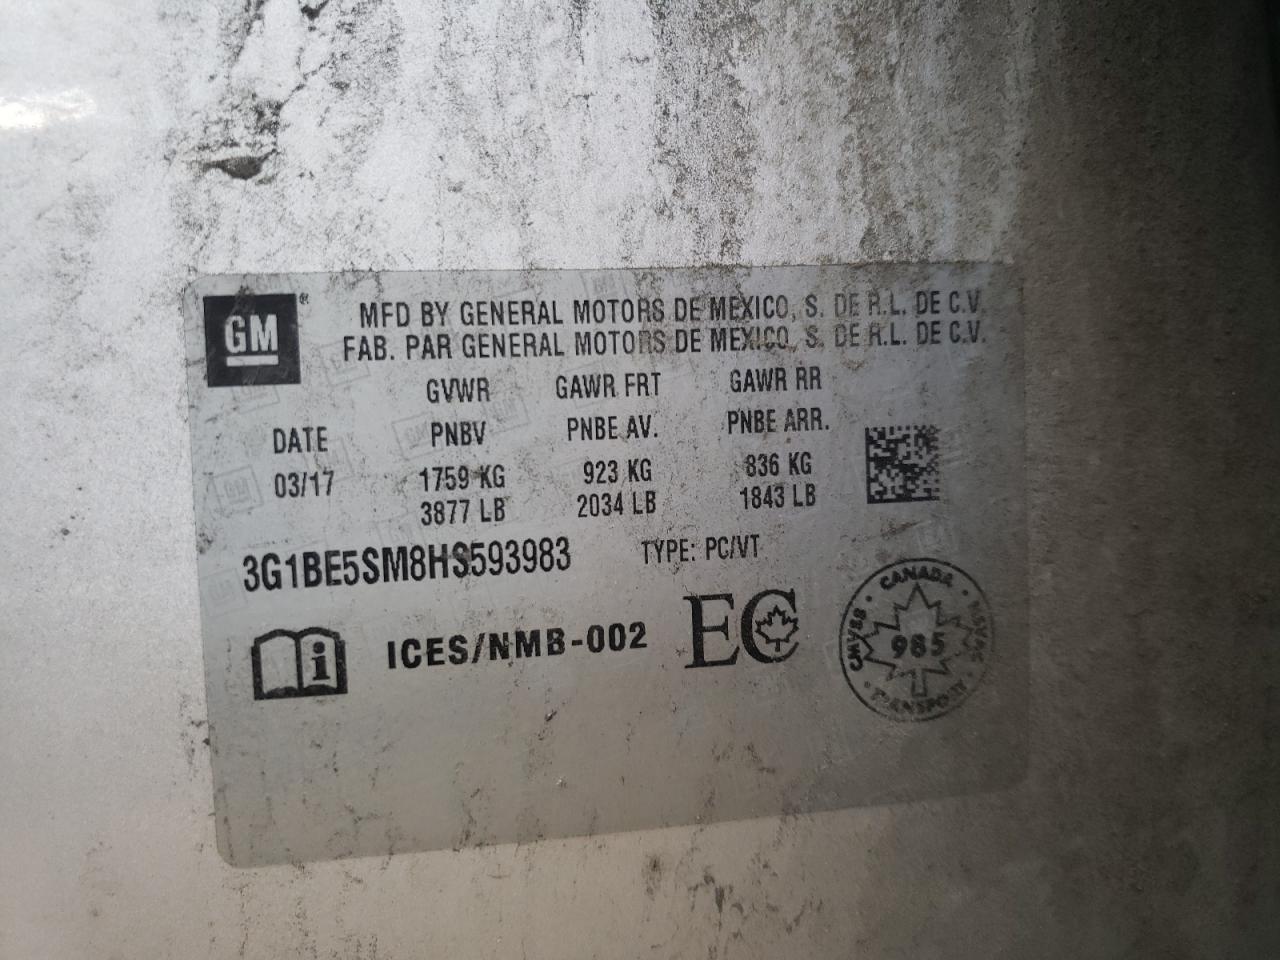 GM®
MFD BY GENERAL MOTORS DE MEXICO, S. DE R.L. DE C.V.
FAB. PAR GENERAL MOTORS DE MEXICO, S. DE R.L. DE C.V.
GVWR GAWR FRT GAWR RR
DATE PNBV PNBE AV. PNBE ARR.
03/17 1759 KG 923 KG 836 KG
3877 LB 2034 LB 1843 LB
3G1BE5SM8HS593983 TYPE: PC/VT
i ICES/NMB-002 EC
CANADA
985
TRANSPORT